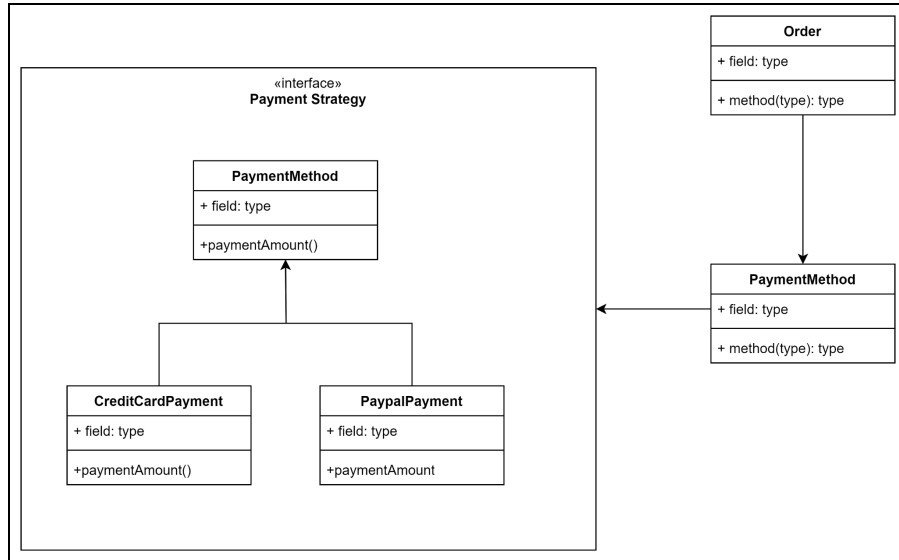 Order
+ field: type
+ method(type): type
«interface»
Payment Strategy
PaymentMethod
+ field: type
+paymentAmount()
PaymentMethod
+ field: type
+ method(type): type
CreditCardPayment
+ field: type
+paymentAmount()
PaypalPayment
+ field: type
+paymentAmount